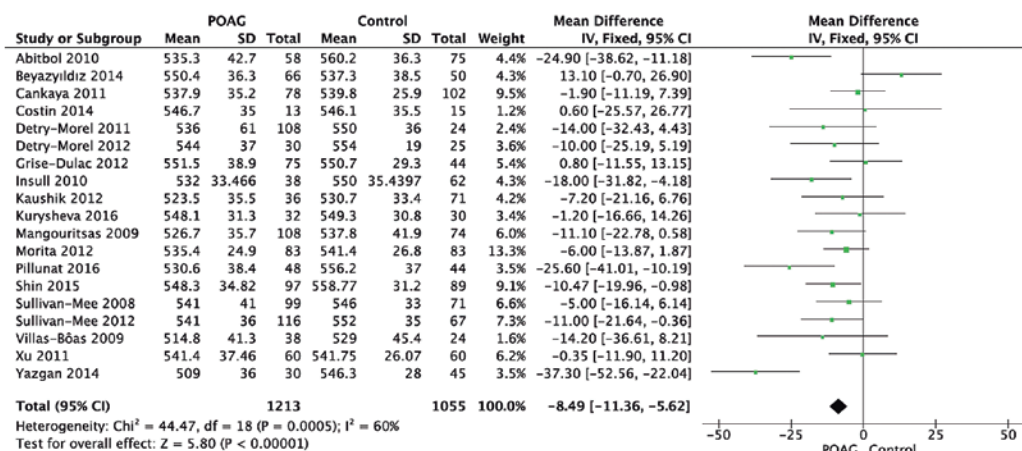 POAG Control Mean Difference Mean Difference
Study or Subgroup Mean SD Total Mean SD Total Weight IV, Fixed, 95% CI IV, Fixed, 95% CI
Abitbol 2010 535.3 42.7 58 560.2 36.3 75 4.4% -24.90 [-38.62, -11.18]
Beyazyıldız 2014 550.4 36.3 66 537.3 38.5 50 4.3% 13.10 [-0.70, 26.90]
Cankaya 2011 537.9 35.2 78 539.8 25.9 102 9.5% -1.90 [-11.19, 7.39]
Costin 2014 546.7 35 13 546.1 35.5 15 1.2% 0.60 [-25.57, 26.77]
Detry-Morel 2011 536 61 108 550 36 24 2.4% -14.00 [-32.43, 4.43]
Detry-Morel 2012 544 37 30 554 19 25 3.6% -10.00 [-25.19, 5.19]
Grise-Dulac 2012 551.5 38.9 75 550.7 29.3 44 5.4% 0.80 [-11.55, 13.15]
Insull 2010 532 33.466 38 550 35.4397 62 4.3% -18.00 [-31.82, -4.18]
Kaushik 2012 523.5 35.5 36 530.7 33.4 71 4.2% -7.20 [-21.16, 6.76]
Kurysheva 2016 548.1 31.3 32 549.3 30.8 30 3.4% -1.20 [-16.66, 14.26]
Mangouritsas 2009 526.7 35.7 108 537.8 41.9 74 6.0% -11.10 [-22.78, 0.58]
Morita 2012 535.4 24.9 83 541.4 26.8 83 13.3% -6.00 [-13.87, 1.87]
Pillunat 2016 530.6 38.4 48 556.2 37 44 3.5% -25.60 [-41.01, -10.19]
Shin 2015 548.3 34.82 97 558.77 31.2 89 9.1% -10.47 [-19.96, -0.98]
Sullivan-Mee 2008 541 41 99 546 33 71 6.6% -5.00 [-16.14, 6.14]
Sullivan-Mee 2012 541 36 116 552 35 67 7.3% -11.00 [-21.64, -0.36]
Villas-Bôas 2009 514.8 41.3 38 529 45.4 24 1.6% -14.20 [-36.61, 8.21]
Xu 2011 541.4 37.46 60 541.75 26.07 60 6.2% -0.35 [-11.90, 11.20]
Yazgan 2014 509 36 30 546.3 28 45 3.5% -37.30 [-52.56, -22.04]
Total (95% CI) 1213 1055 100.0% -8.49 [-11.36, -5.62]
Heterogeneity: Chi² = 44.47, df = 18 (P = 0.0005); I² = 60%
Test for overall effect: Z = 5.80 (P < 0.00001)
-50 -25 0 25 50
POAG Control